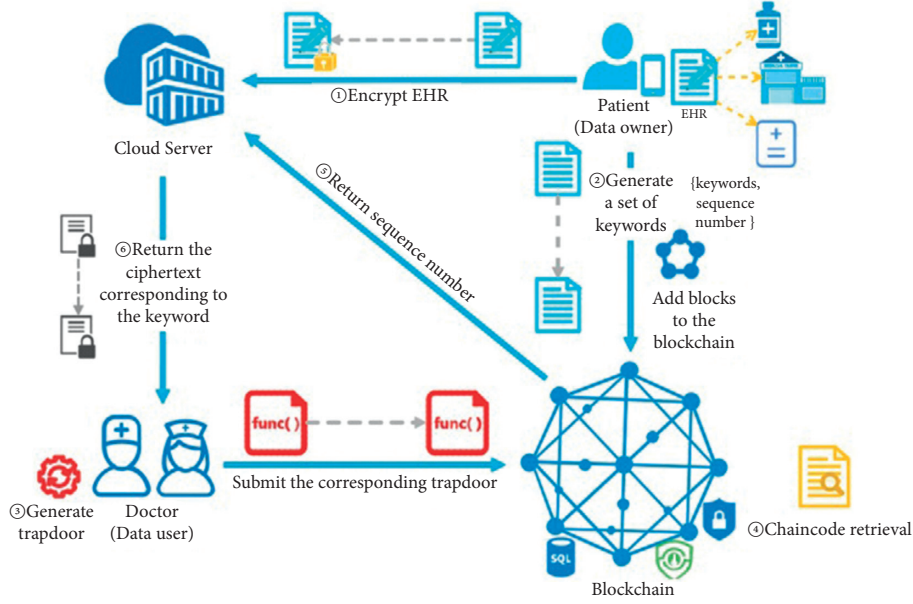 ①Encrypt EHR
Cloud Server
Patient
(Data owner)
EHR
②Generate
a set of
keywords
{keywords,
sequence
number }
Add blocks
to the
blockchain
⑤Return sequence number
⑥Return the
ciphertext
corresponding to
the keyword
func( )
func( )
Submit the corresponding trapdoor
③Generate
trapdoor
Doctor
(Data user)
SQL
④Chaincode retrieval
Blockchain